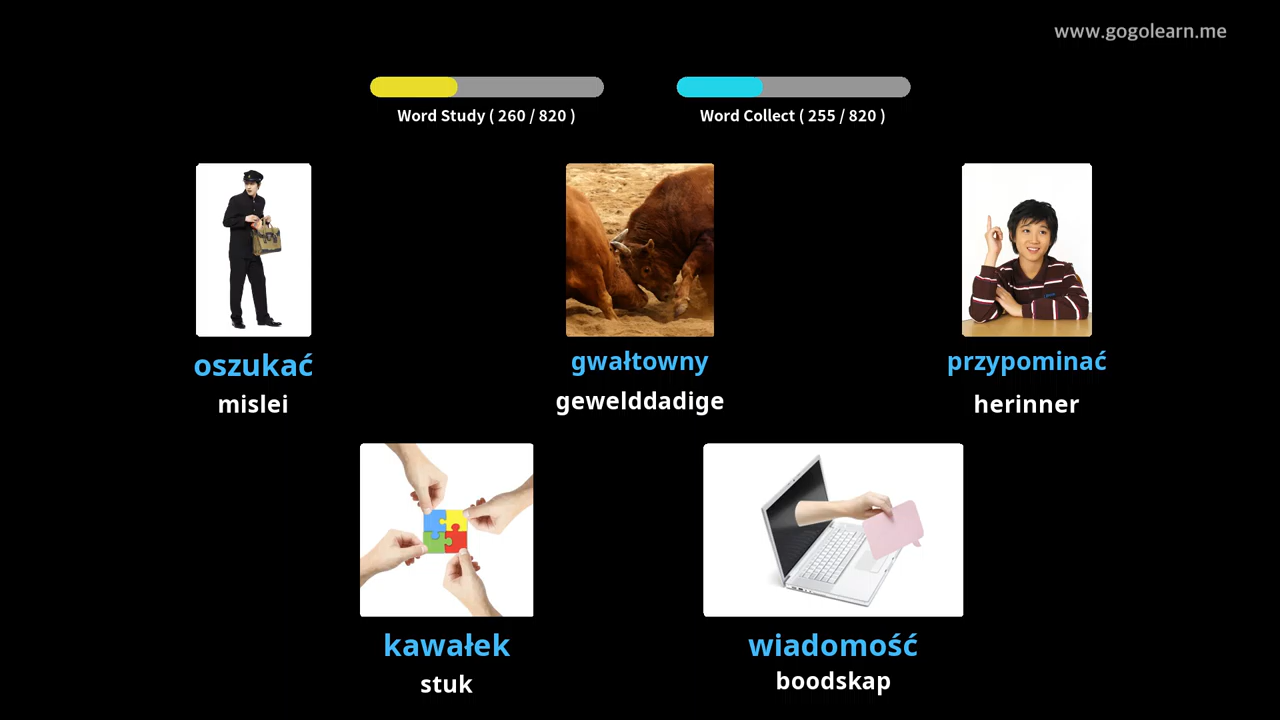 www.gogolearn.me
Word Study ( 260 / 820 )
Word Collect ( 255 / 820 )
oszukać
mislei
gwałtowny
gewelddadige
przypominać
herinner
kawałek
stuk
wiadomość
boodskap